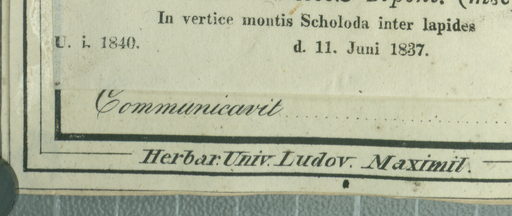 In vertice montis Scholoda inter lapides
U. i. 1840. d. 11. Juni 1837.
Communicavit
Herbar. Univ. Ludov. Maximil.